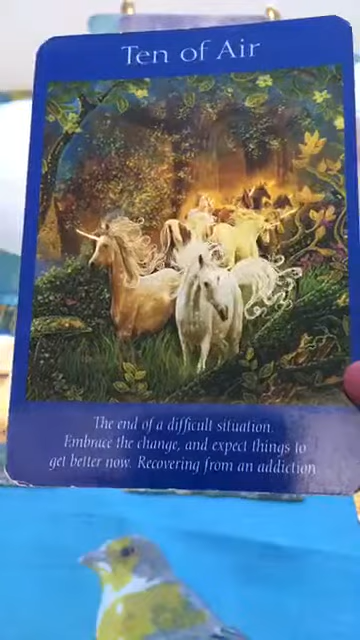 Ten of Air
The end of a difficult situation.
Embrace the change, and expect things to
get better now. Recovering from an addiction